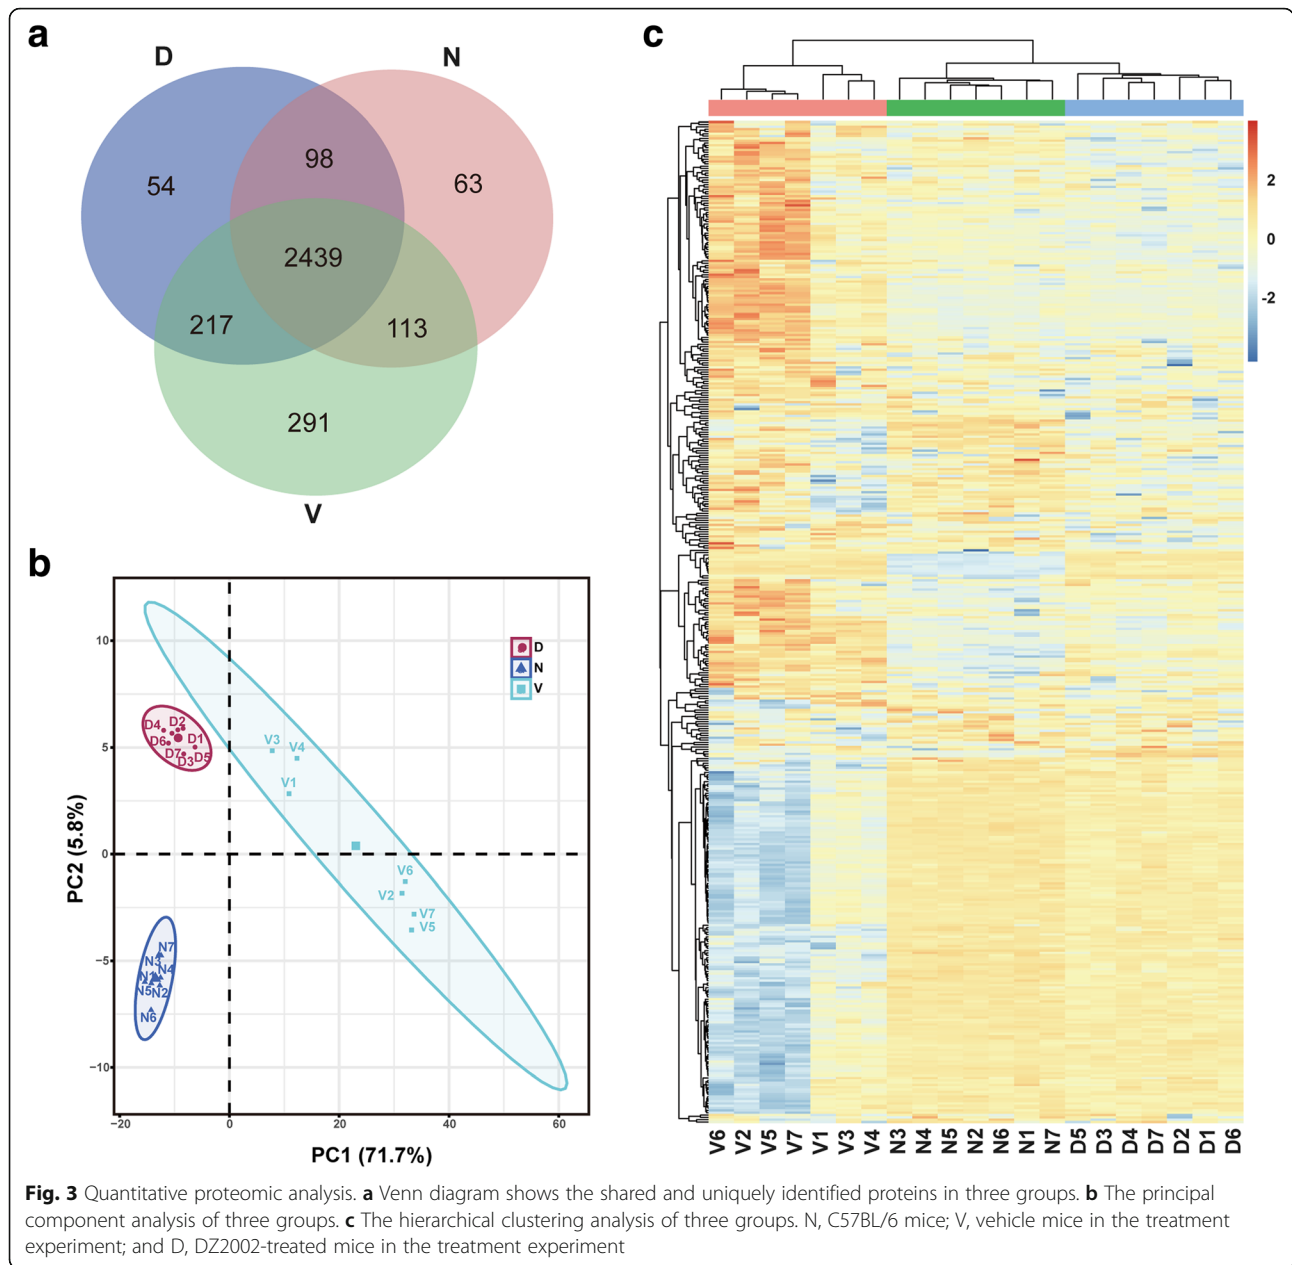 a
D
N
98
54
63
2439
217
113
291
V
b
10
5
0
−5
−10
−20
0
20
40
60
PC2 (5.8%)
PC1 (71.7%)
D
N
V
D4
D2
D1
D6
D7
D3
D5
V3
V4
V1
V6
V2
V7
V5
N7
N3
N4
N5
N2
N6
c
2
0
-2
V6 V2 V5 V7 V1 V3 V4 N3 N4 N5 N2 N6 N1 N7 D5 D3 D4 D7 D2 D1 D6
Fig. 3 Quantitative proteomic analysis. a Venn diagram shows the shared and uniquely identified proteins in three groups. b The principal
component analysis of three groups. c The hierarchical clustering analysis of three groups. N, C57BL/6 mice; V, vehicle mice in the treatment
experiment; and D, DZ2002-treated mice in the treatment experiment